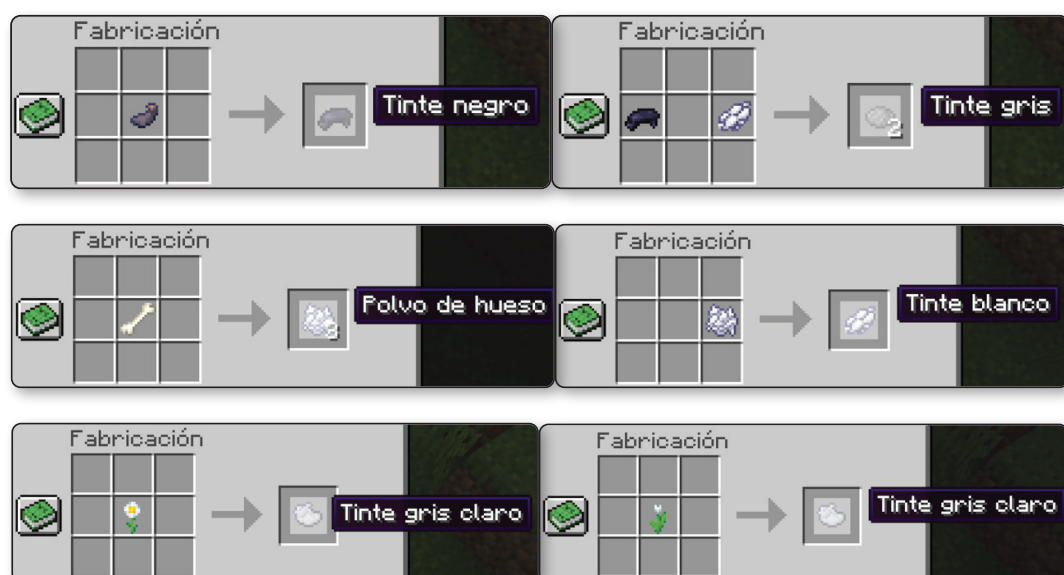 Fabricación
Tinte negro
Fabricación
2
Tinte gris
Fabricación
3
Polvo de hueso
Fabricación
Tinte blanco
Fabricación
Tinte gris claro
Fabricación
Tinte gris claro